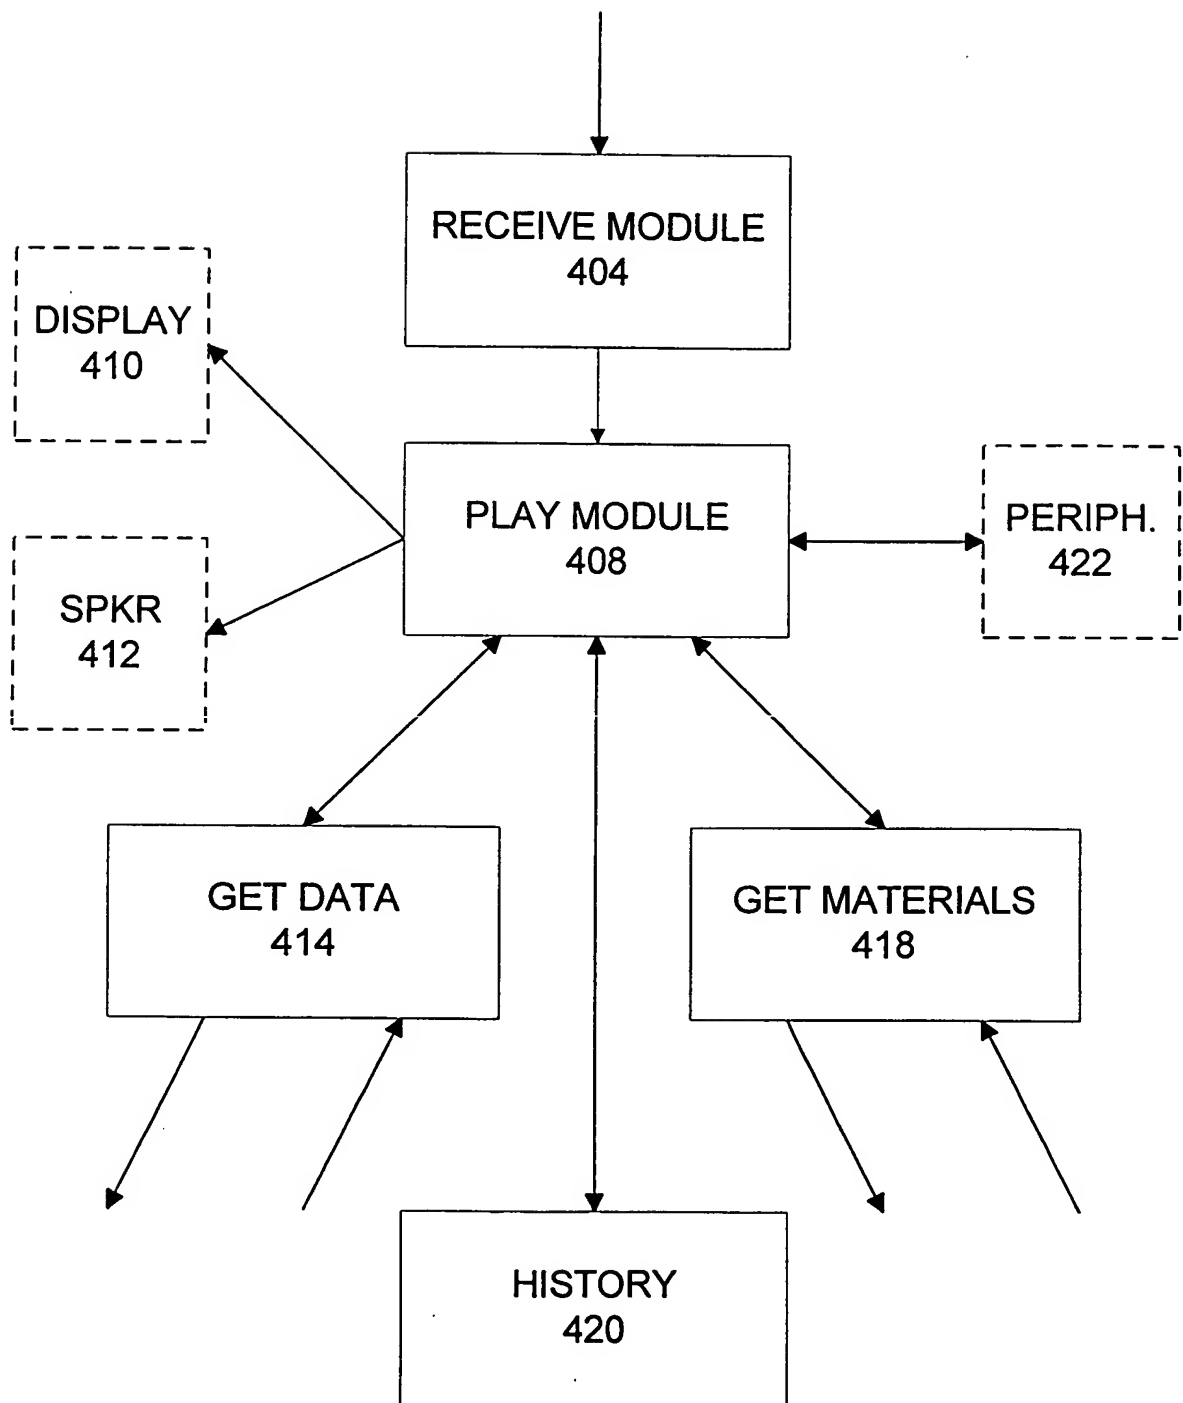 RECEIVE MODULE
404
DISPLAY
410
PLAY MODULE
408
PERIPH.
422
SPKR
412
GET DATA
414
GET MATERIALS
418
HISTORY
420